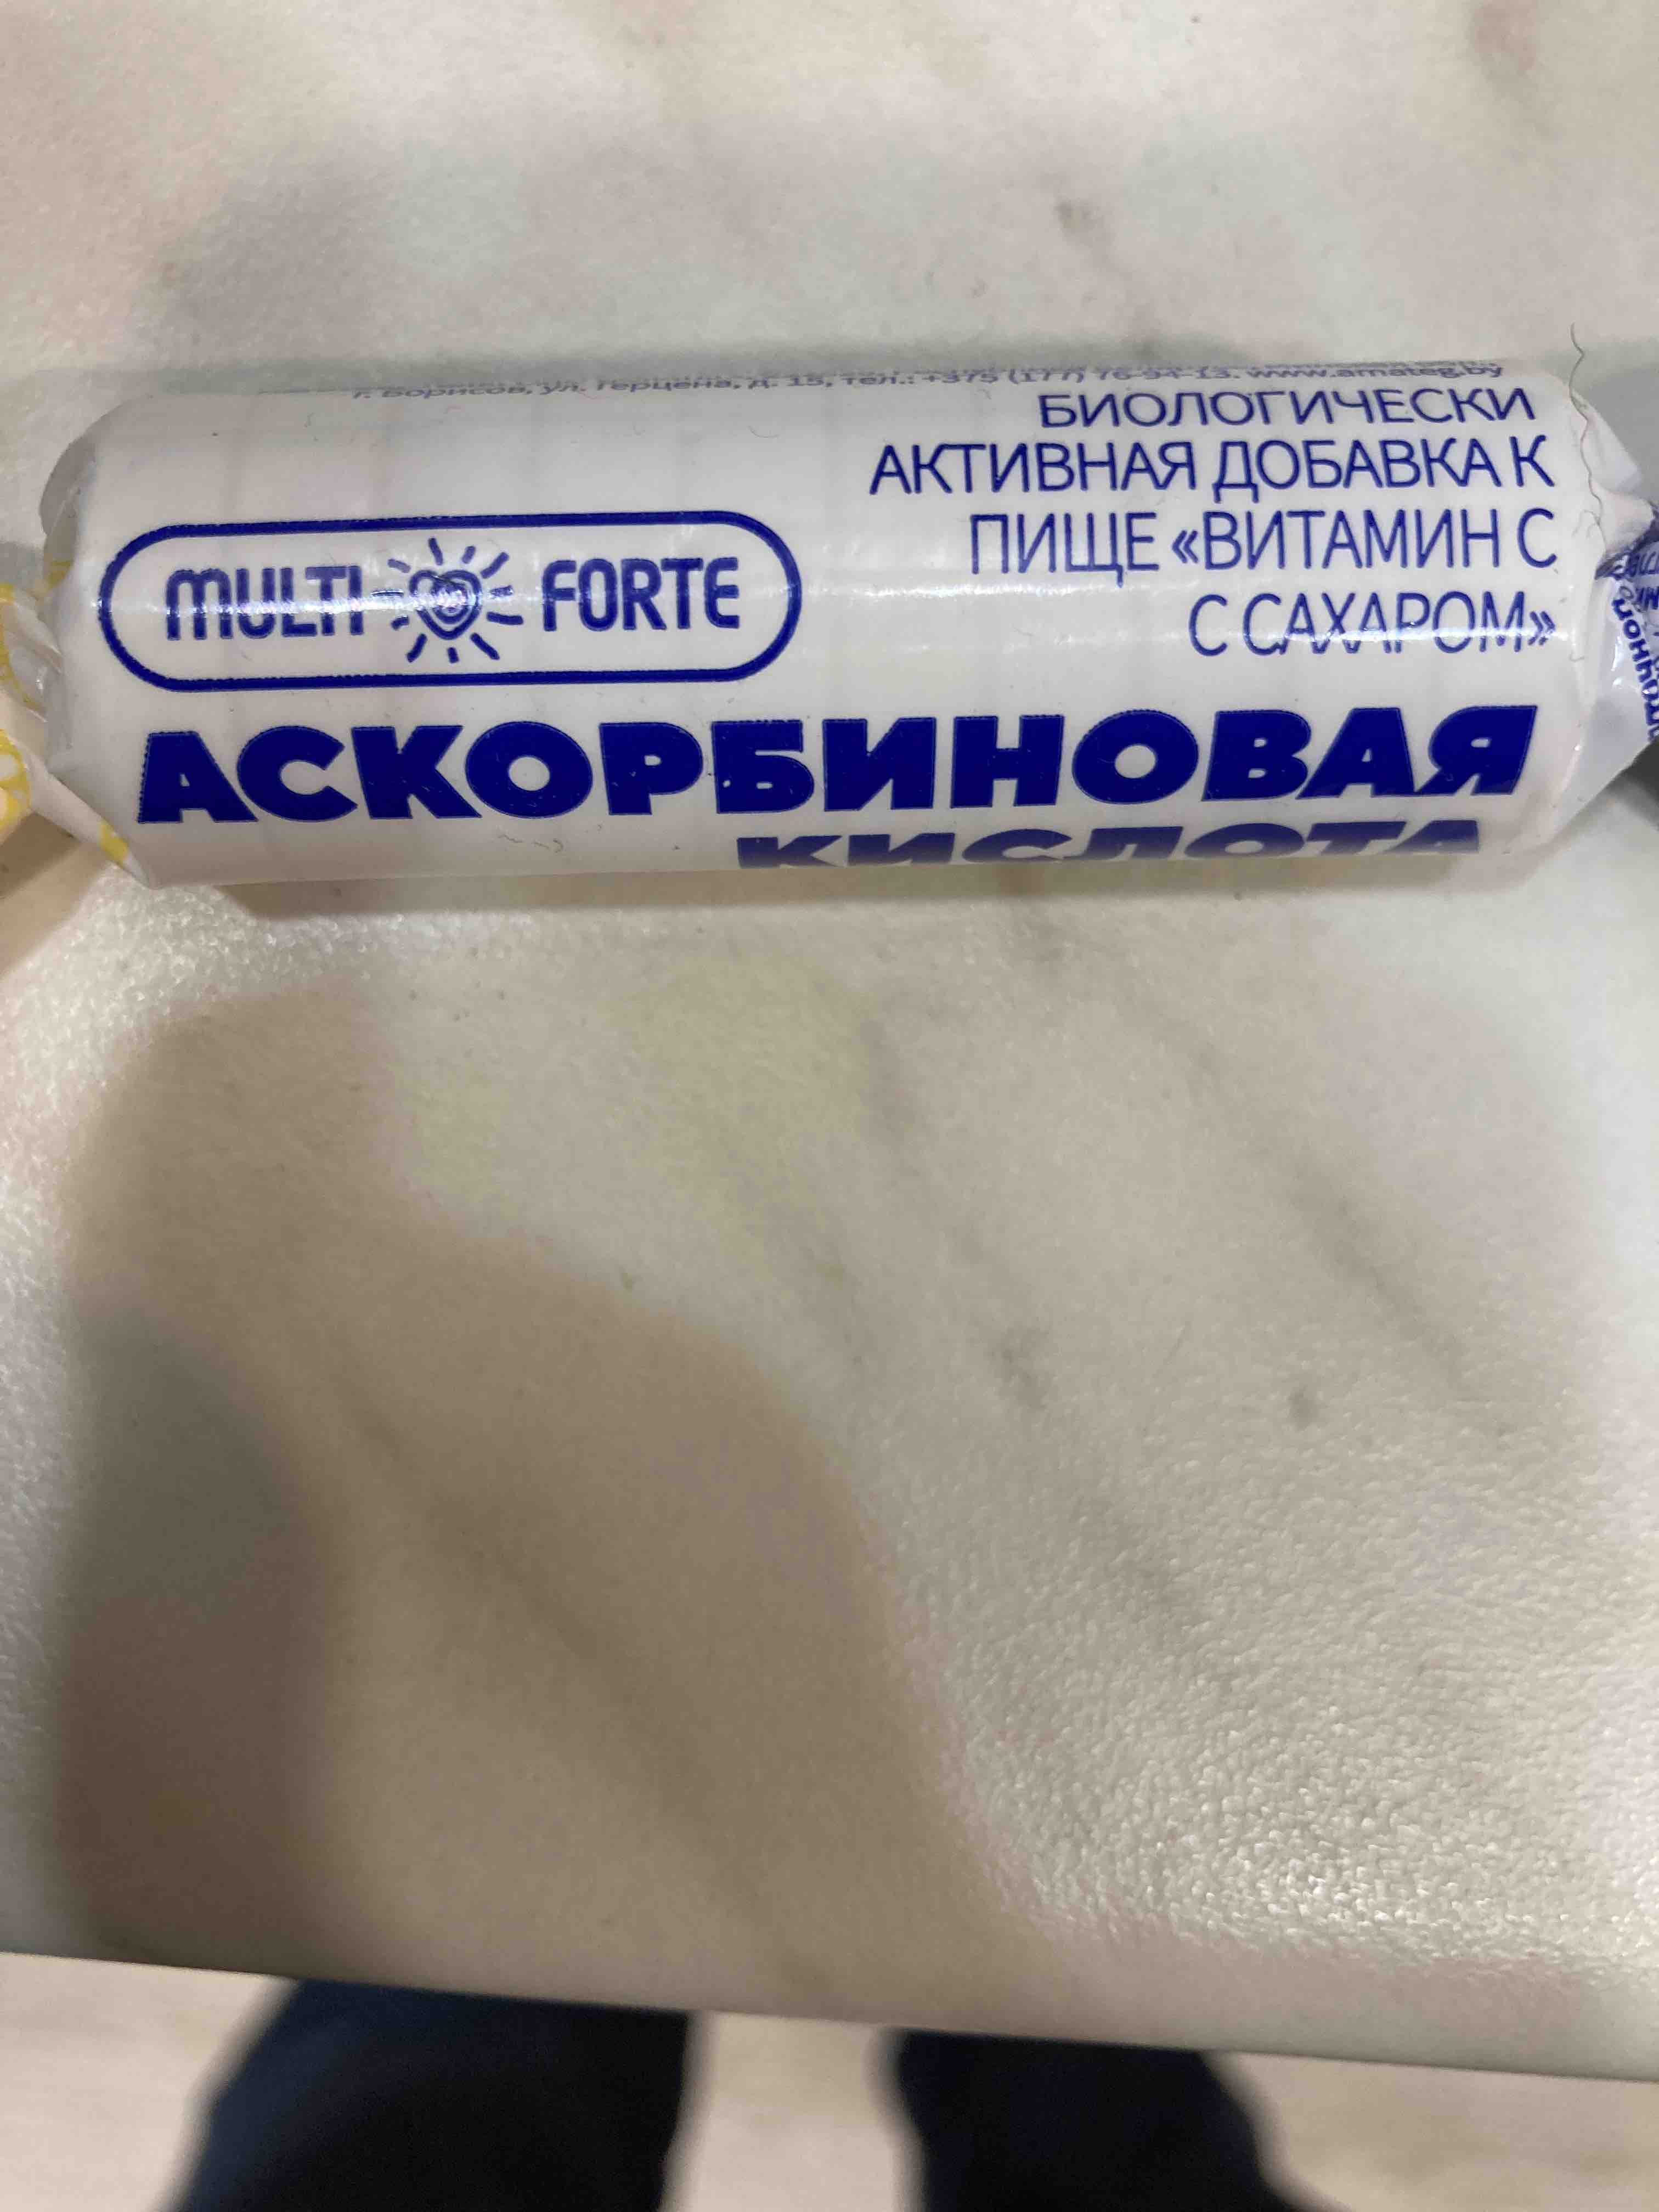 г. Борисов, ул. Герцена, д. 15, тел.: +375 (177) 76-94-13. www.amateg.by
БИОЛОГИЧЕСКИ
АКТИВНАЯ ДОБАВКА К
ПИЩЕ «ВИТАМИН С
С САХАРОМ»
MULTI FORTE
АСКОРБИНОВАЯ
КИСЛОТА